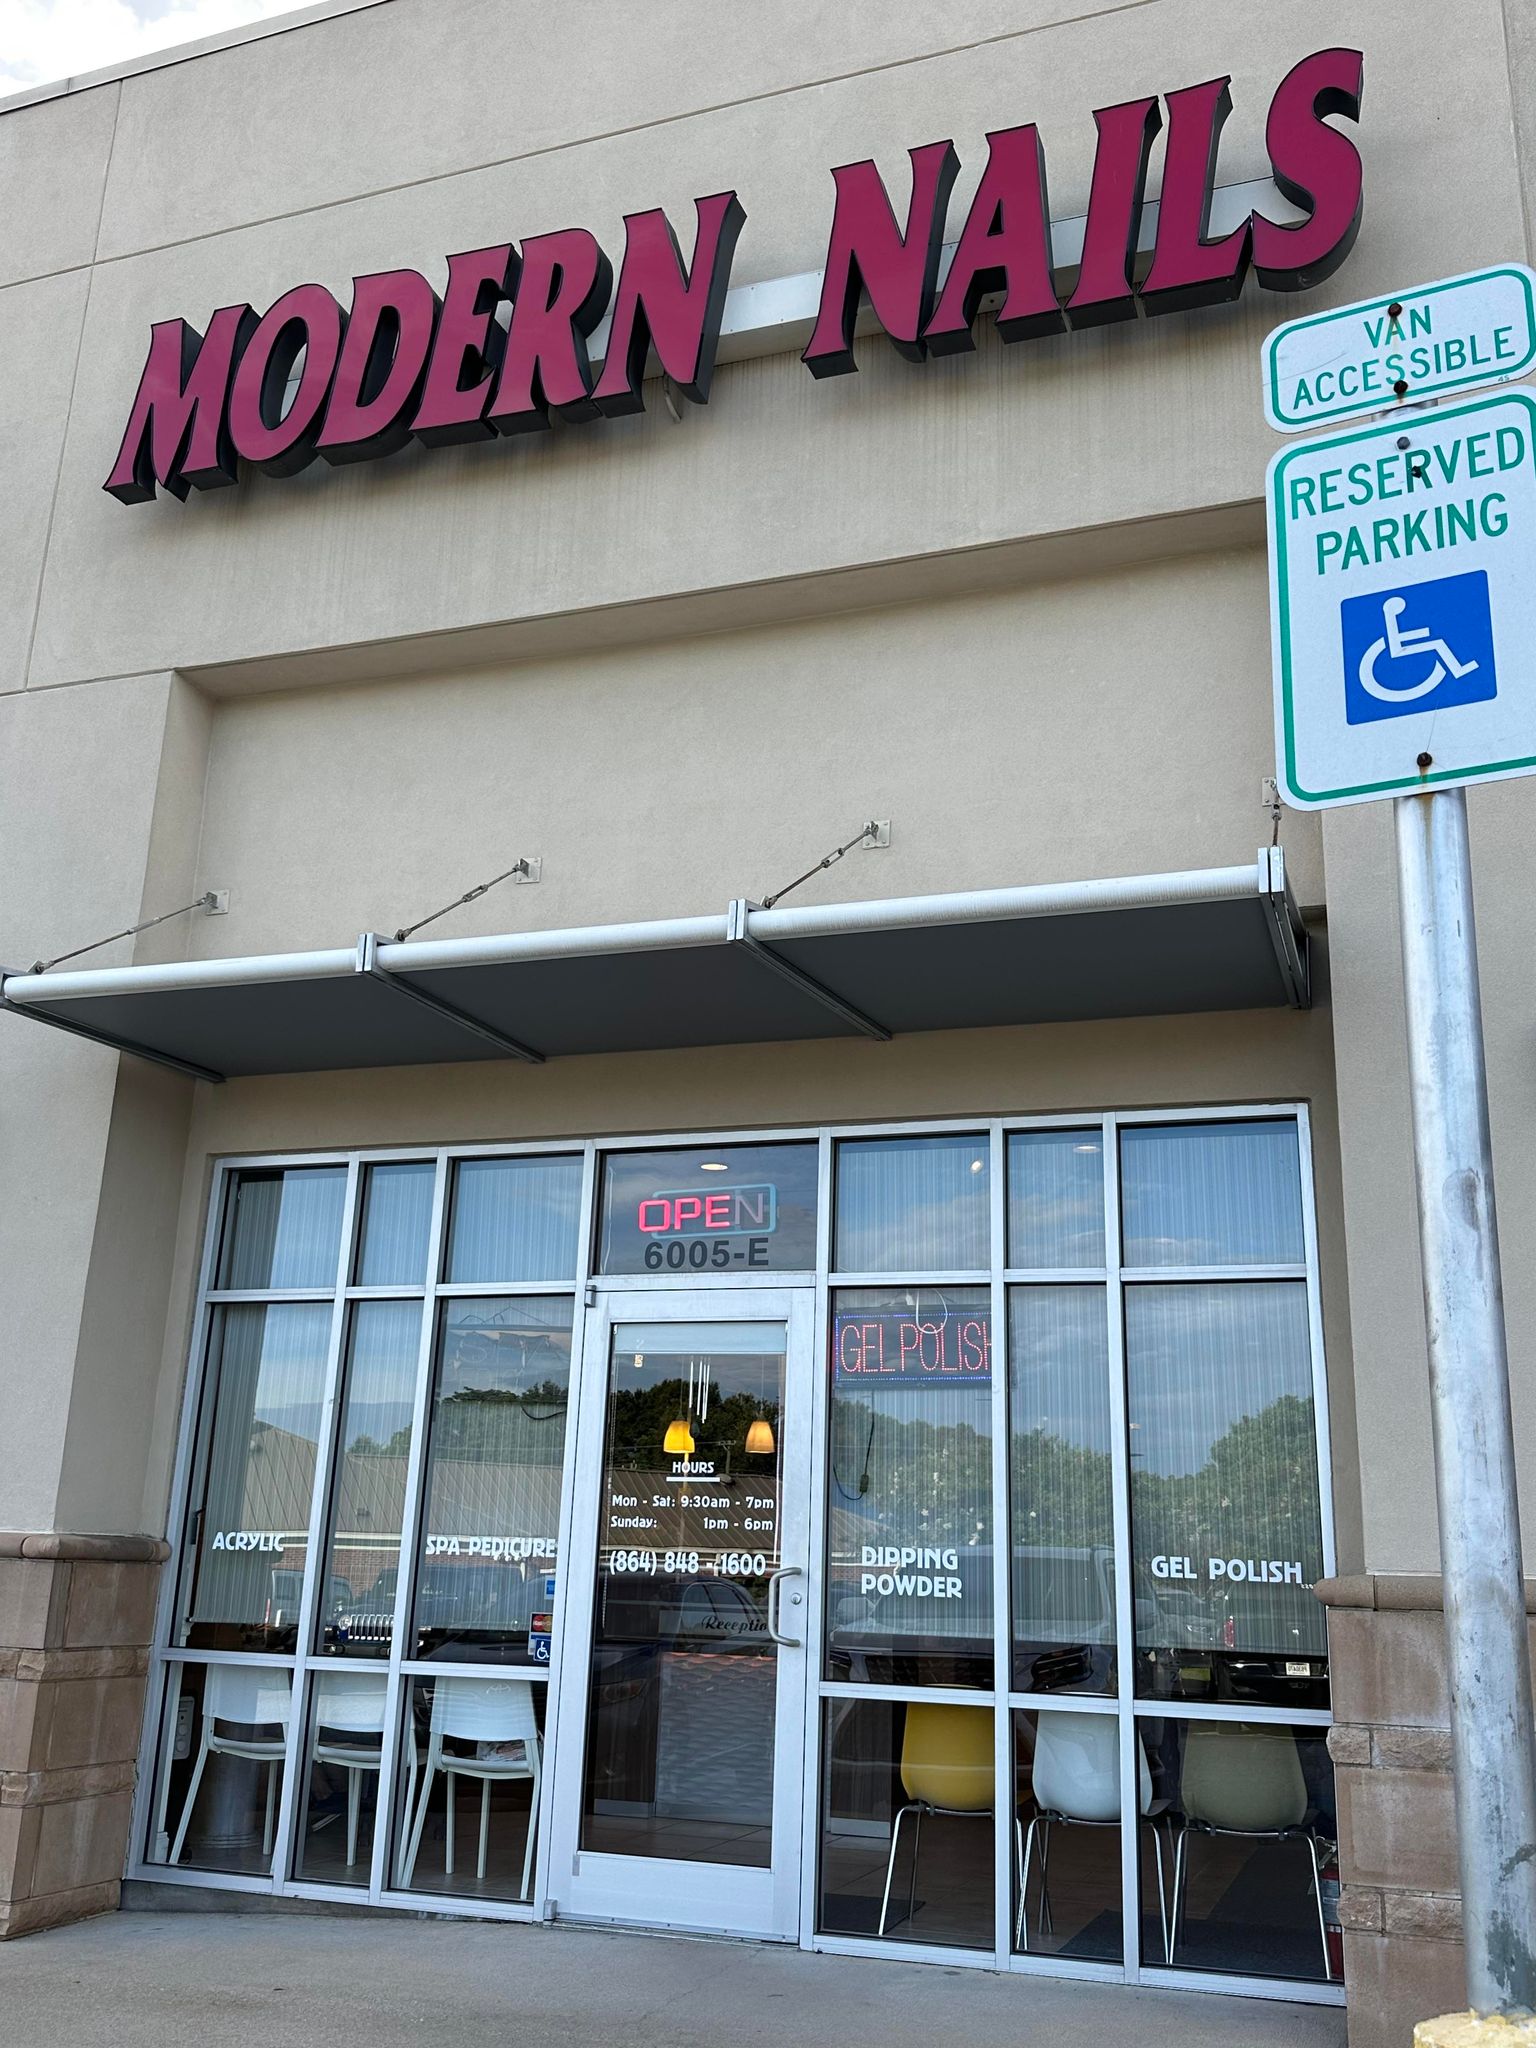 MODERN NAILS
VAN
ACCESSIBLE
RESERVED
PARKING
OPEN
6005-E
GEL POLISH
HOURS
Mon - Sat: 9:30am - 7pm
Sunday: 1pm - 6pm
(864) 848 - 1600
ACRYLIC
SPA PEDICURE
DIPPING
POWDER
GEL POLISH
Reception